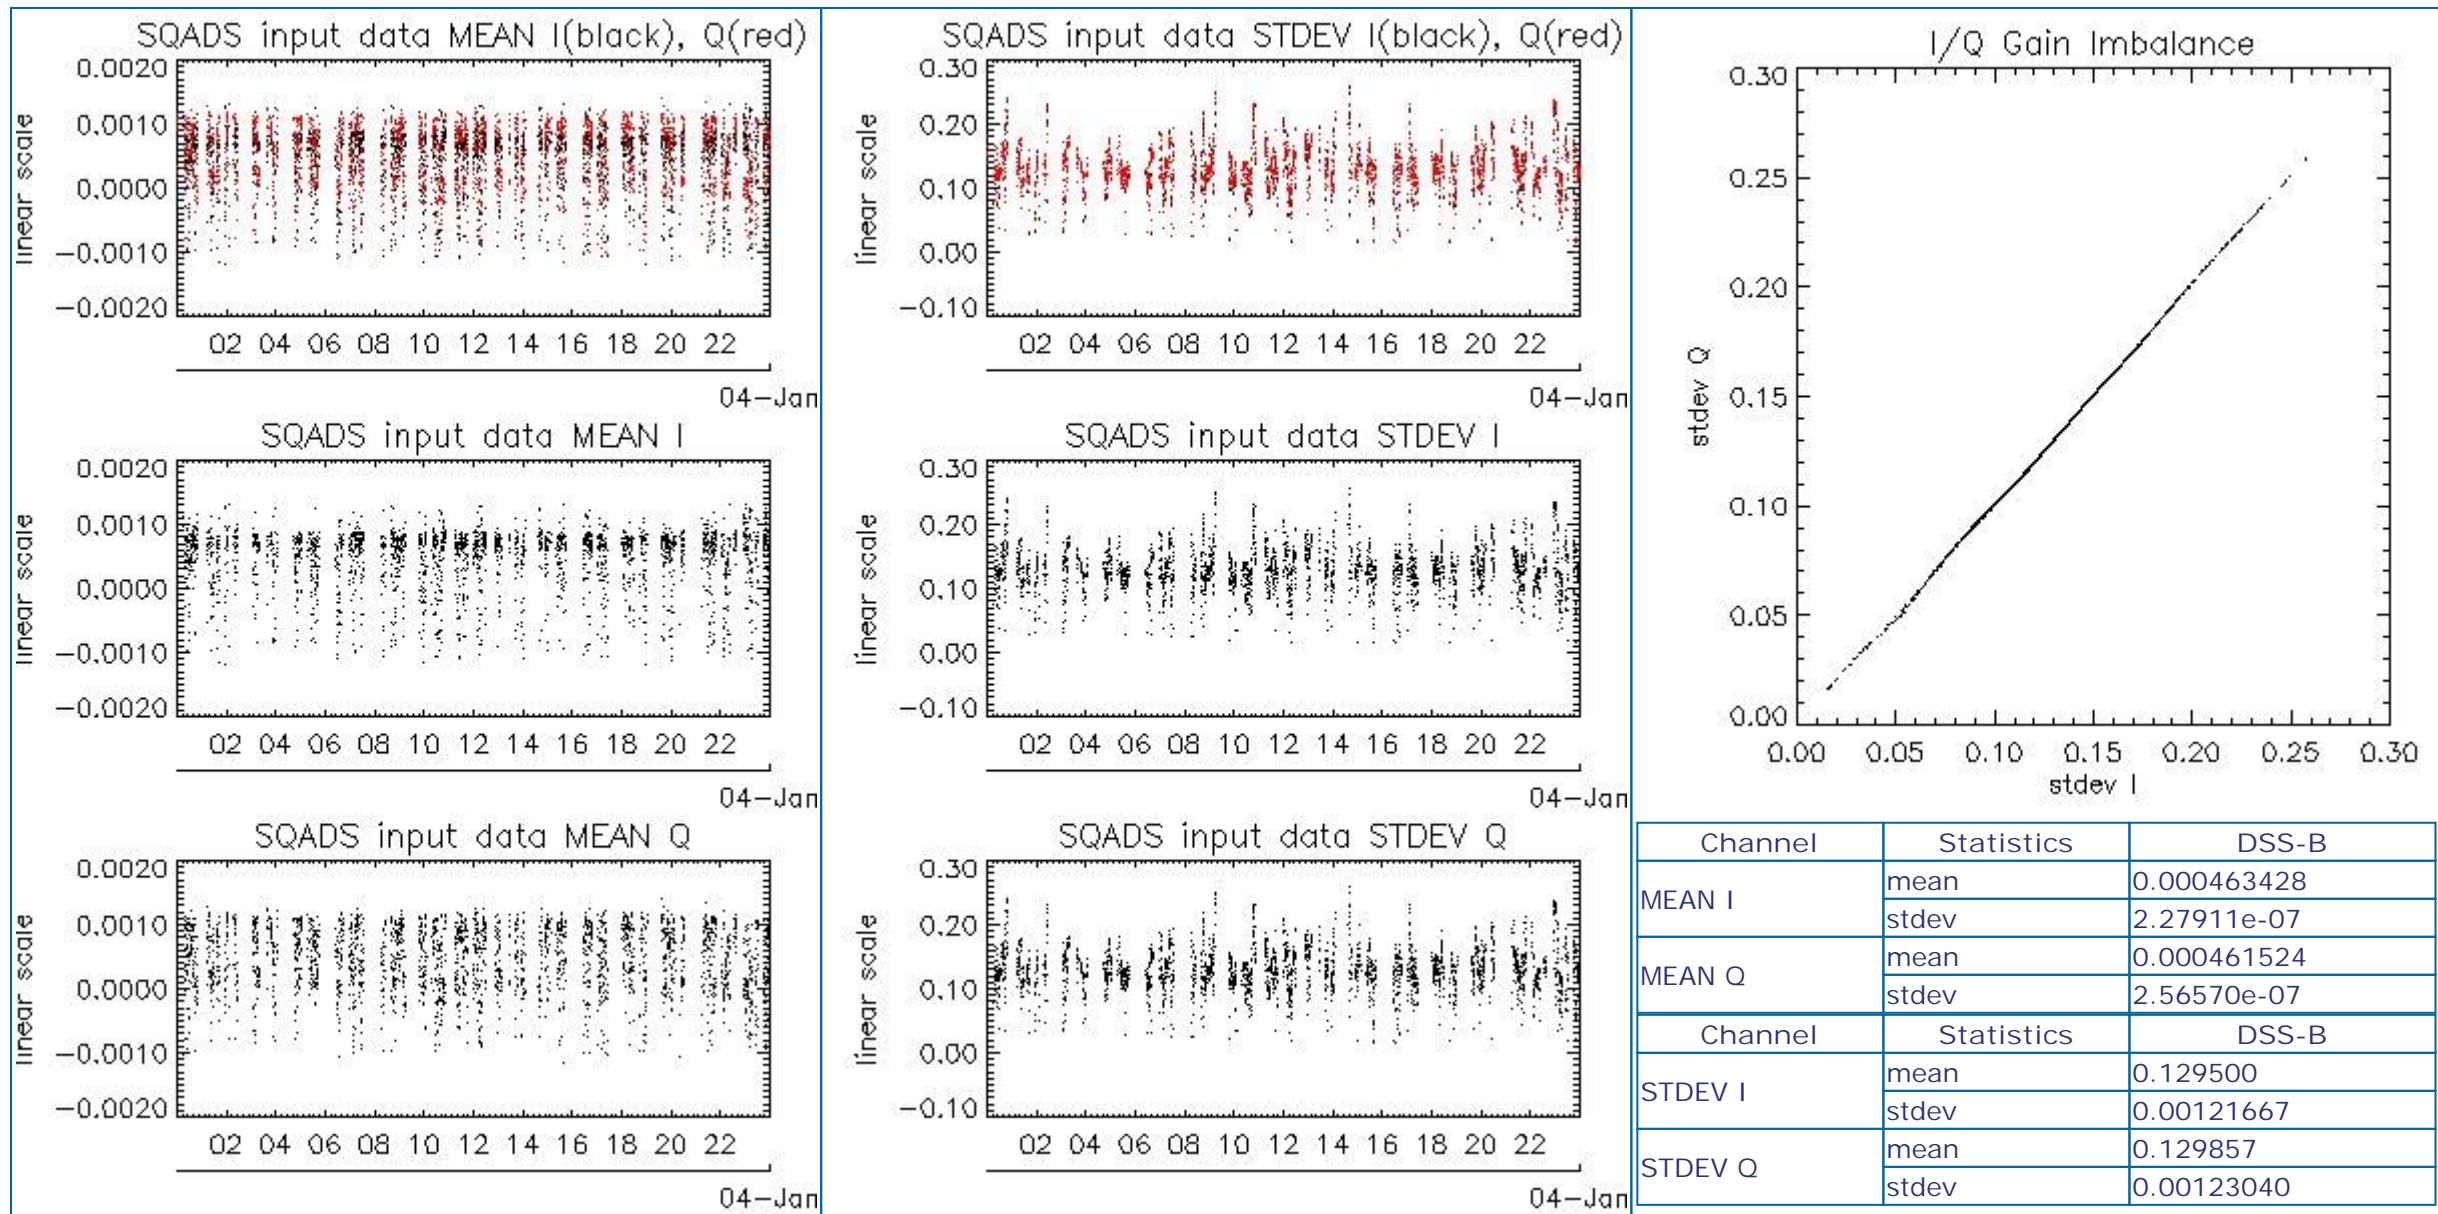 SQADS input data MEAN I(black), Q(red)
0.0020
0.0010
0.0000
−0.0010
−0.0020
linear scale
02 04 06 08 10 12 14 16 18 20 22
04−Jan
SQADS input data MEAN I
0.0020
0.0010
0.0000
−0.0010
−0.0020
linear scale
02 04 06 08 10 12 14 16 18 20 22
04−Jan
SQADS input data MEAN Q
0.0020
0.0010
0.0000
−0.0010
−0.0020
linear scale
02 04 06 08 10 12 14 16 18 20 22
04−Jan
SQADS input data STDEV I(black), Q(red)
0.30
0.20
0.10
0.00
−0.10
linear scale
02 04 06 08 10 12 14 16 18 20 22
04−Jan
SQADS input data STDEV I
0.30
0.20
0.10
0.00
−0.10
linear scale
02 04 06 08 10 12 14 16 18 20 22
04−Jan
SQADS input data STDEV Q
0.30
0.20
0.10
0.00
−0.10
linear scale
02 04 06 08 10 12 14 16 18 20 22
04−Jan
I/Q Gain Imbalance
0.30
0.25
0.20
0.15
0.10
0.05
0.00
stdev Q
0.00 0.05 0.10 0.15 0.20 0.25 0.30
stdev I
Channel Statistics DSS-B
MEAN I
mean 0.000463428
stdev 2.27911e-07
MEAN Q
mean 0.000461524
stdev 2.56570e-07
Channel Statistics DSS-B
STDEV I
mean 0.129500
stdev 0.00121667
STDEV Q
mean 0.129857
stdev 0.00123040